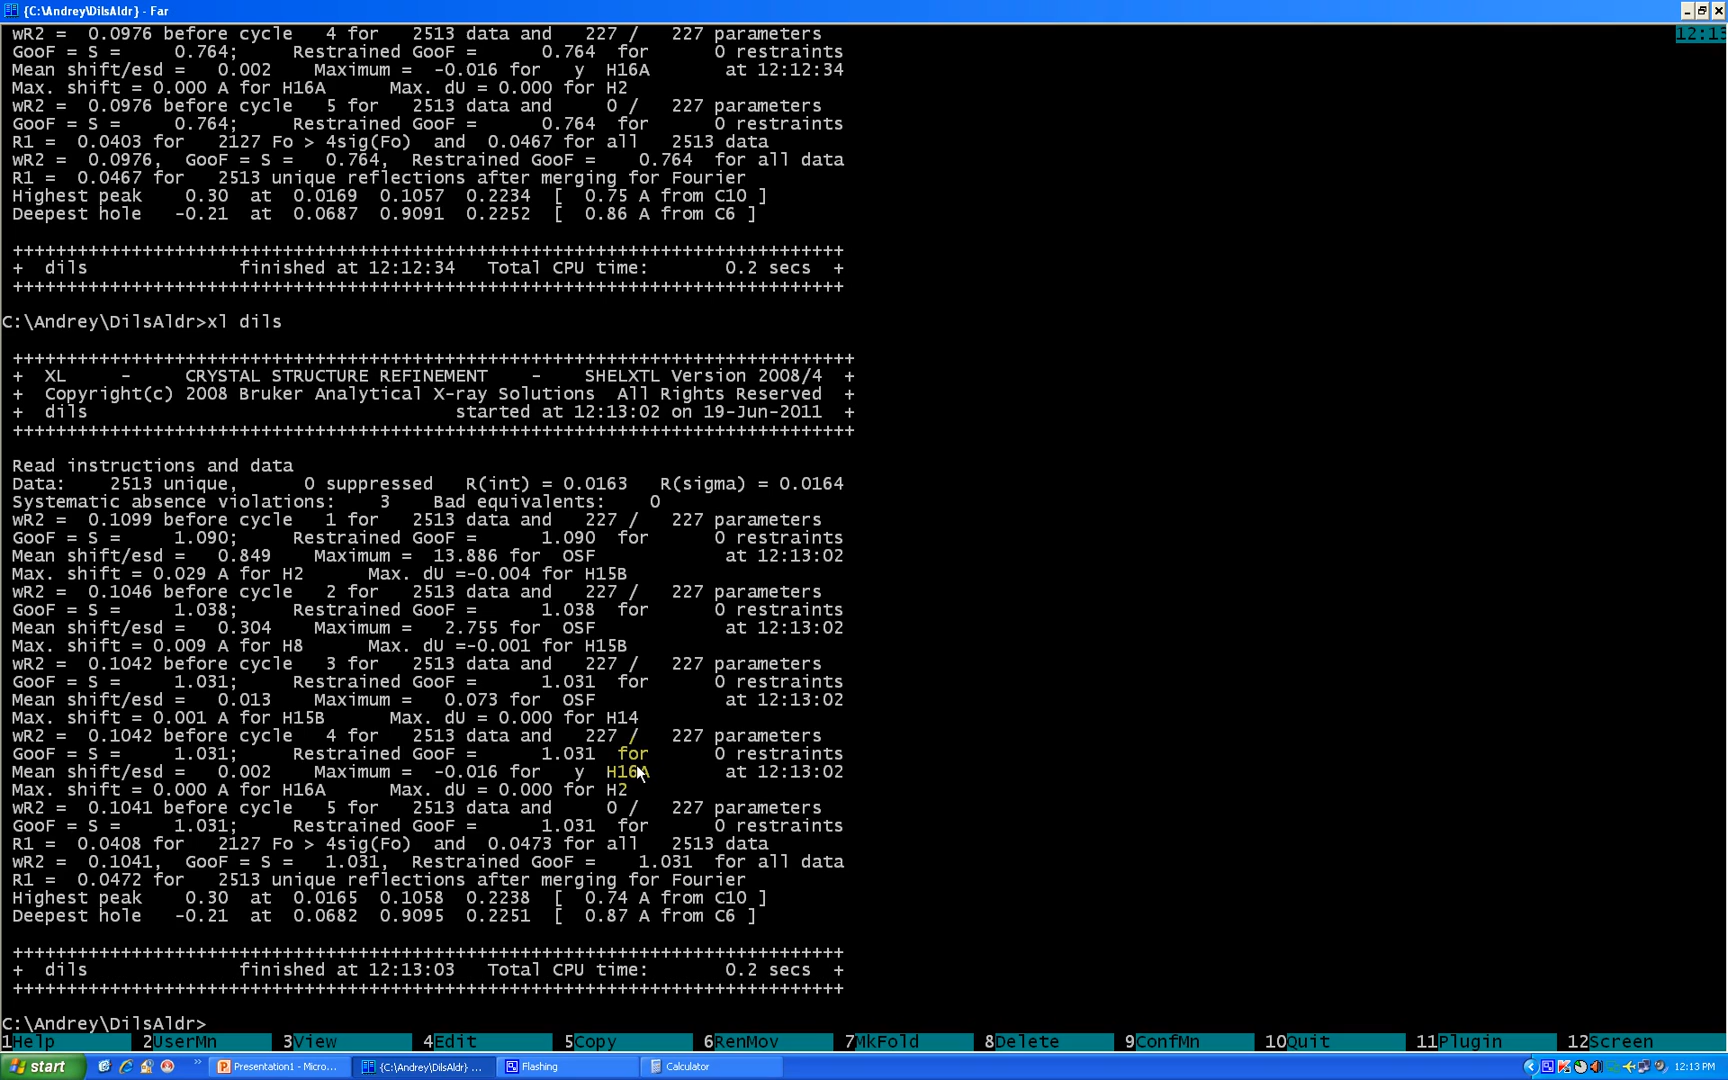 {C:\Andrey\DilsAldr} - Far
wR2 = 0.0976 before cycle 4 for 2513 data and 227 / 227 parameters
12:13
GooF = S = 0.764; Restrained GooF = 0.764 for 0 restraints
Mean shift/esd = 0.002 Maximum = -0.016 for y H16A at 12:12:34
Max. shift = 0.000 A for H16A Max. dU = 0.000 for H2
wR2 = 0.0976 before cycle 5 for 2513 data and 0 / 227 parameters
GooF = S = 0.764; Restrained GooF = 0.764 for 0 restraints
R1 = 0.0403 for 2127 Fo > 4sig(Fo) and 0.0467 for all 2513 data
wR2 = 0.0976, GooF = S = 0.764, Restrained GooF = 0.764 for all data
R1 = 0.0467 for 2513 unique reflections after merging for Fourier
Highest peak 0.30 at 0.0169 0.1057 0.2234 [ 0.75 A from C10 ]
Deepest hole -0.21 at 0.0687 0.9091 0.2252 [ 0.86 A from C6 ]
++++++++++++++++++++++++++++++++++++++++++++++++++++++++++++++++++++++++++++++
+ dils finished at 12:12:34 Total CPU time: 0.2 secs +
++++++++++++++++++++++++++++++++++++++++++++++++++++++++++++++++++++++++++++++
C:\Andrey\DilsAldr>xl dils
+++++++++++++++++++++++++++++++++++++++++++++++++++++++++++++++++++++++++++++++
+ XL - CRYSTAL STRUCTURE REFINEMENT - SHELXTL Version 2008/4 +
+ Copyright(c) 2008 Bruker Analytical X-ray Solutions All Rights Reserved +
+ dils started at 12:13:02 on 19-Jun-2011 +
+++++++++++++++++++++++++++++++++++++++++++++++++++++++++++++++++++++++++++++++
Read instructions and data
Data: 2513 unique, 0 suppressed R(int) = 0.0163 R(sigma) = 0.0164
Systematic absence violations: 3 Bad equivalents: 0
wR2 = 0.1099 before cycle 1 for 2513 data and 227 / 227 parameters
GooF = S = 1.090; Restrained GooF = 1.090 for 0 restraints
Mean shift/esd = 0.849 Maximum = 13.886 for OSF at 12:13:02
Max. shift = 0.029 A for H2 Max. dU =-0.004 for H15B
wR2 = 0.1046 before cycle 2 for 2513 data and 227 / 227 parameters
GooF = S = 1.038; Restrained GooF = 1.038 for 0 restraints
Mean shift/esd = 0.304 Maximum = 2.755 for OSF at 12:13:02
Max. shift = 0.009 A for H8 Max. dU =-0.001 for H15B
wR2 = 0.1042 before cycle 3 for 2513 data and 227 / 227 parameters
GooF = S = 1.031; Restrained GooF = 1.031 for 0 restraints
Mean shift/esd = 0.013 Maximum = 0.073 for OSF at 12:13:02
Max. shift = 0.001 A for H15B Max. dU = 0.000 for H14
wR2 = 0.1042 before cycle 4 for 2513 data and 227 / 227 parameters
GooF = S = 1.031; Restrained GooF = 1.031 for 0 restraints
Mean shift/esd = 0.002 Maximum = -0.016 for y H16A at 12:13:02
Max. shift = 0.000 A for H16A Max. dU = 0.000 for H2
wR2 = 0.1041 before cycle 5 for 2513 data and 0 / 227 parameters
GooF = S = 1.031; Restrained GooF = 1.031 for 0 restraints
R1 = 0.0408 for 2127 Fo > 4sig(Fo) and 0.0473 for all 2513 data
wR2 = 0.1041, GooF = S = 1.031, Restrained GooF = 1.031 for all data
R1 = 0.0472 for 2513 unique reflections after merging for Fourier
Highest peak 0.30 at 0.0165 0.1058 0.2238 [ 0.74 A from C10 ]
Deepest hole -0.21 at 0.0682 0.9095 0.2251 [ 0.87 A from C6 ]
++++++++++++++++++++++++++++++++++++++++++++++++++++++++++++++++++++++++++++++
+ dils finished at 12:13:03 Total CPU time: 0.2 secs +
++++++++++++++++++++++++++++++++++++++++++++++++++++++++++++++++++++++++++++++
C:\Andrey\DilsAldr>
1Help 2UserMn 3View 4Edit 5Copy 6RenMov 7MkFold 8Delete 9ConfMn 10Quit 11Plugin 12Screen
start Presentation1 - Micro... {C:\Andrey\DilsAldr} ... Flashing Calculator 12:13 PM